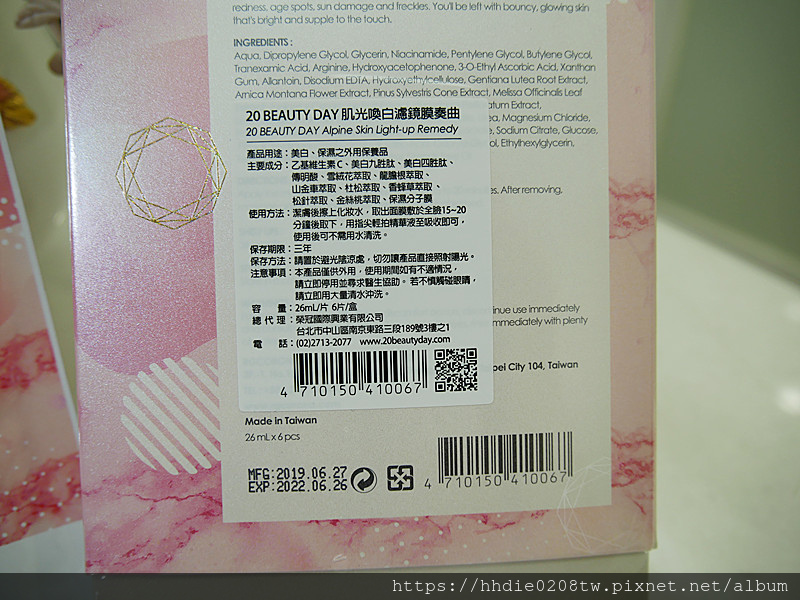 redness, age spots, sun damage and freckles. You'll be left with bouncy, glowing skin
that's bright and supple to the touch.
INGREDIENTS :
Aqua, Dipropylene Glycol, Glycerin, Niacinamide, Pentylene Glycol, Butylene Glycol,
Tranexamic Acid, Arginine, Hydroxyacetophenone, 3-O-Ethyl Ascorbic Acid, Xanthan
Gum, Allantoin, Disodium EDTA, Hydroxyethylcellulose, Gentiana Lutea Root Extract,
Arnica Montana Flower Extract, Pinus Sylvestris Cone Extract, Melissa Officinalis Leaf
Extract,
Magnesium Chloride,
Sodium Citrate, Glucose,
Ethylhexylglycerin,
20 BEAUTY DAY 肌光喚白濾鏡膜奏曲
20 BEAUTY DAY Alpine Skin Light-up Remedy
產品用途：美白、保濕之外用保養品
主要成分：乙基維生素C、美白九胜肽、美白四胜肽、
傳明酸、雪絨花萃取、龍膽根萃取、
山金車萃取、杜松萃取、香蜂草萃取、
松針萃取、金絲桃萃取、保濕分子膜
使用方法：潔膚後擦上化妝水，取出面膜敷於全臉15~20
分鐘後取下，用指尖輕拍精華液至吸收即可，
使用後可不需用水清洗。
After removing,
保存期限：三年
保存方法：請置於避光陰涼處，切勿讓產品直接照射陽光。
注意事項：本產品僅供外用，使用期間如有不適情況，
請立即停用並尋求醫生協助。若不慎觸碰眼睛，
請立即用大量清水沖洗。
容 量：26mL/片 6片/盒
use immediately
總代理：榮冠國際興業有限公司
immediately with plenty
台北市中山區南京東路三段189號3樓之1
電 話：(02)2713-2077 www.20beautyday.com
City 104, Taiwan
4 710150 410067
Made in Taiwan
26 mL x 6 pcs
MFG:2019.06.27
EXP:2022.06.26
4 710150 410067
https://hhdie0208tw.pixnet.net/album